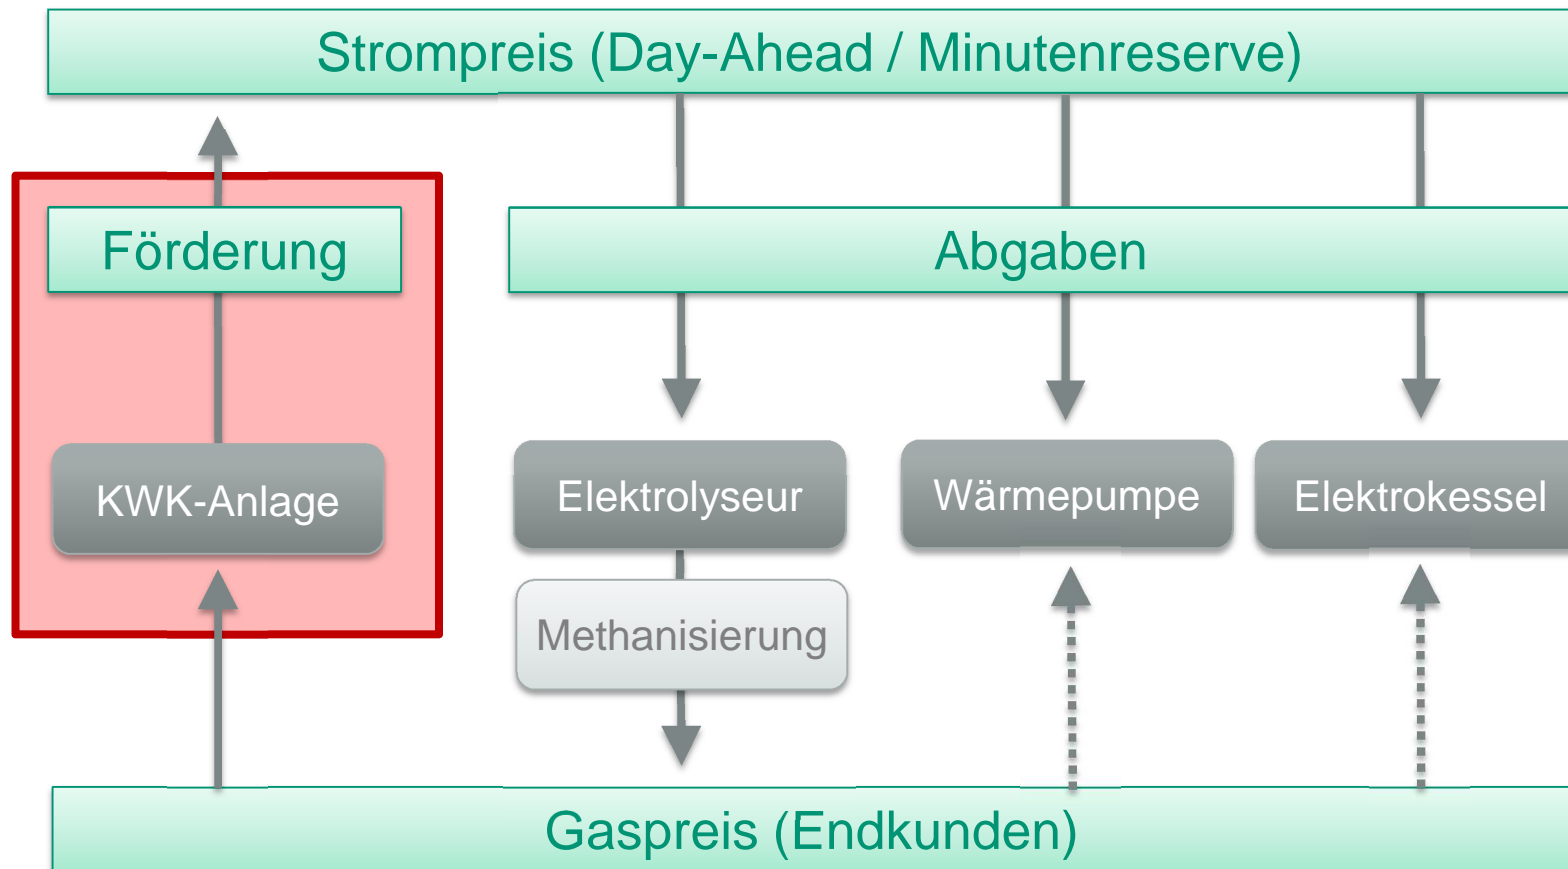 Strompreis (Day-Ahead / Minutenreserve)
Förderung
Abgaben
KWK-Anlage
Elektrolyseur
Wärmepumpe
Elektrokessel
Methanisierung
Gaspreis (Endkunden)